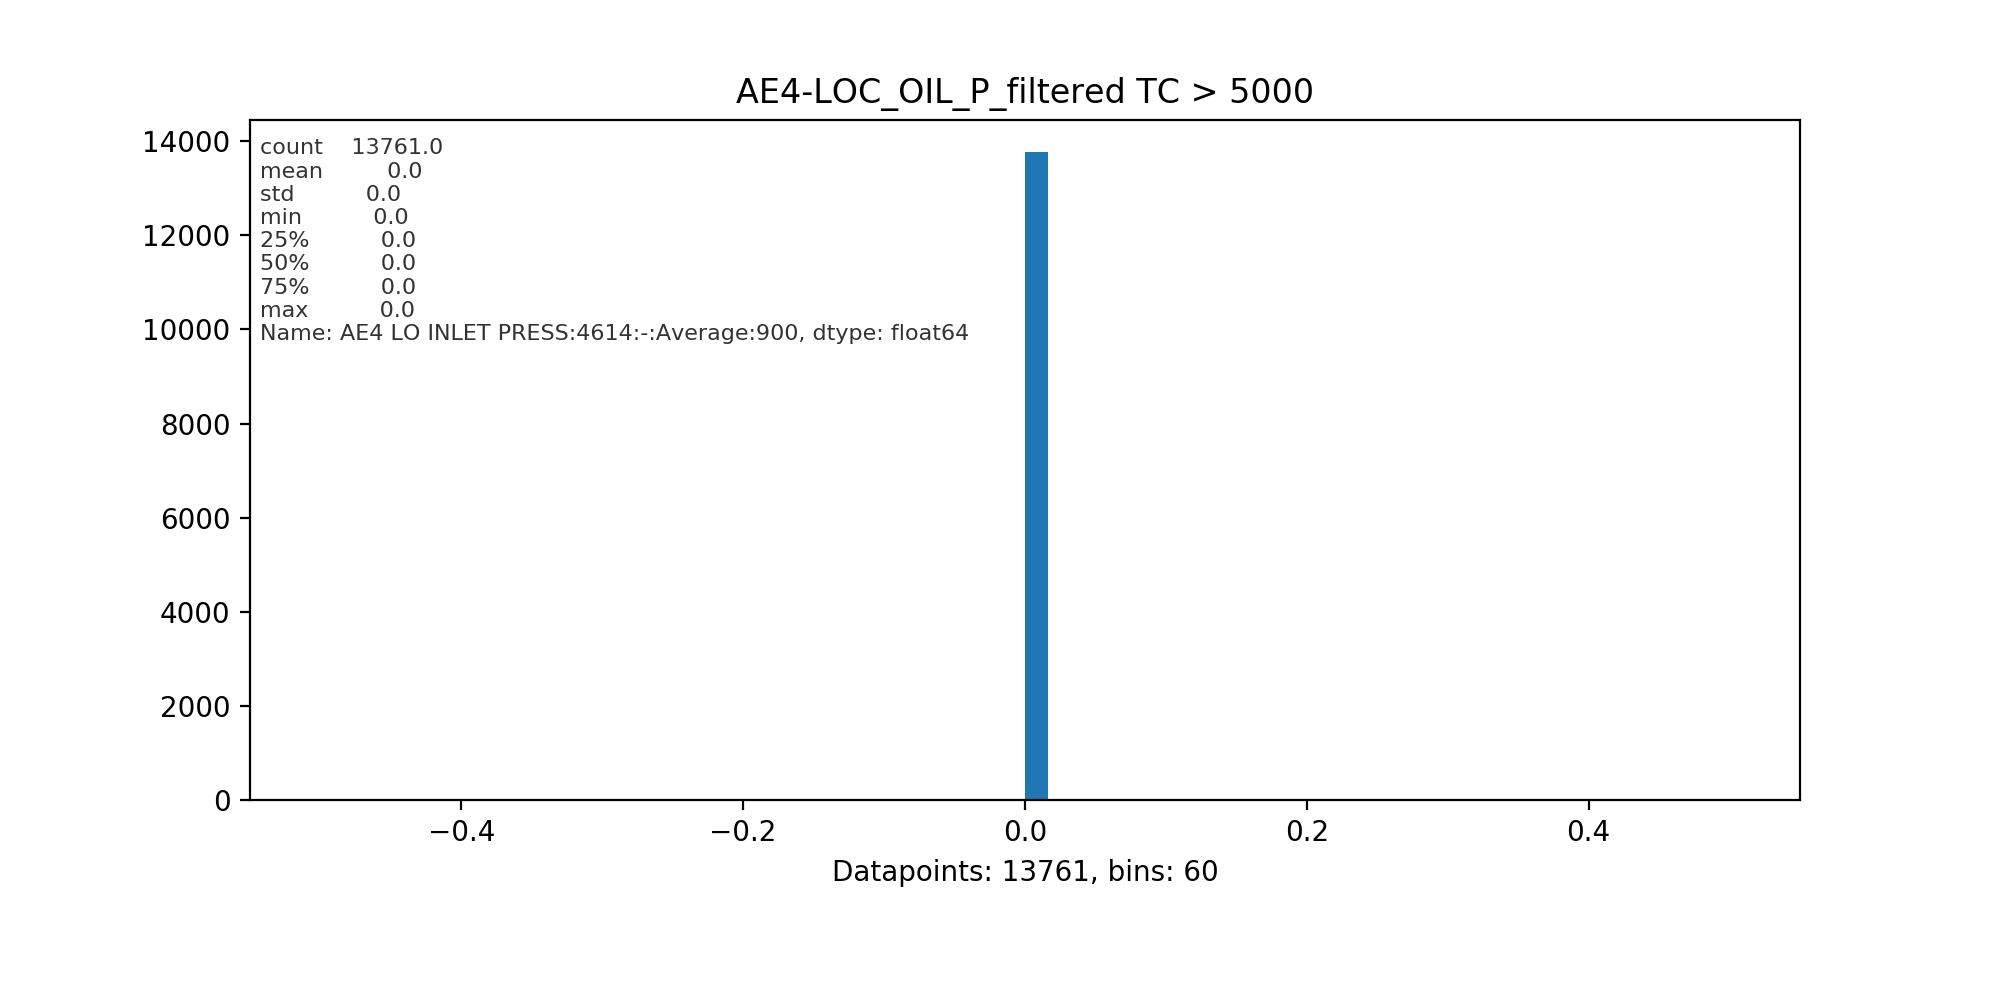 AE4-LOC_OIL_P_filtered TC > 5000
14000
12000
10000
8000
6000
4000
2000
0
count 13761.0
mean 0.0
std 0.0
min 0.0
25% 0.0
50% 0.0
75% 0.0
max 0.0
Name: AE4 LO INLET PRESS:4614:-:Average:900, dtype: float64
−0.4 −0.2 0.0 0.2 0.4
Datapoints: 13761, bins: 60